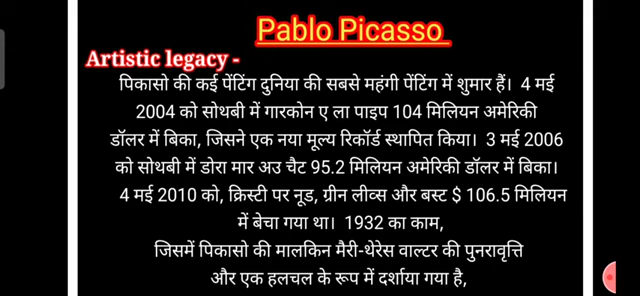 Pablo Picasso
Artistic legacy -
पिकासो की कई पेंटिंग दुनिया की सबसे महंगी पेंटिंग में शुमार हैं। 4 मई
2004 को सोथबी में गारकोन ए ला पाइप 104 मिलियन अमेरिकी
डॉलर में बिका, जिसने एक नया मूल्य रिकॉर्ड स्थापित किया। 3 मई 2006
को सोथबी में डोरा मार अउ चैट 95.2 मिलियन अमेरिकी डॉलर में बिका।
4 मई 2010 को, क्रिस्टी पर नूड, ग्रीन लीव्स और बस्ट $ 106.5 मिलियन
में बेचा गया था। 1932 का काम,
जिसमें पिकासो की मालकिन मैरी-थेरेस वाल्टर की पुनरावृत्ति
और एक हलचल के रूप में दर्शाया गया है,